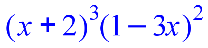 (x + 2)³(1 − 3x)²